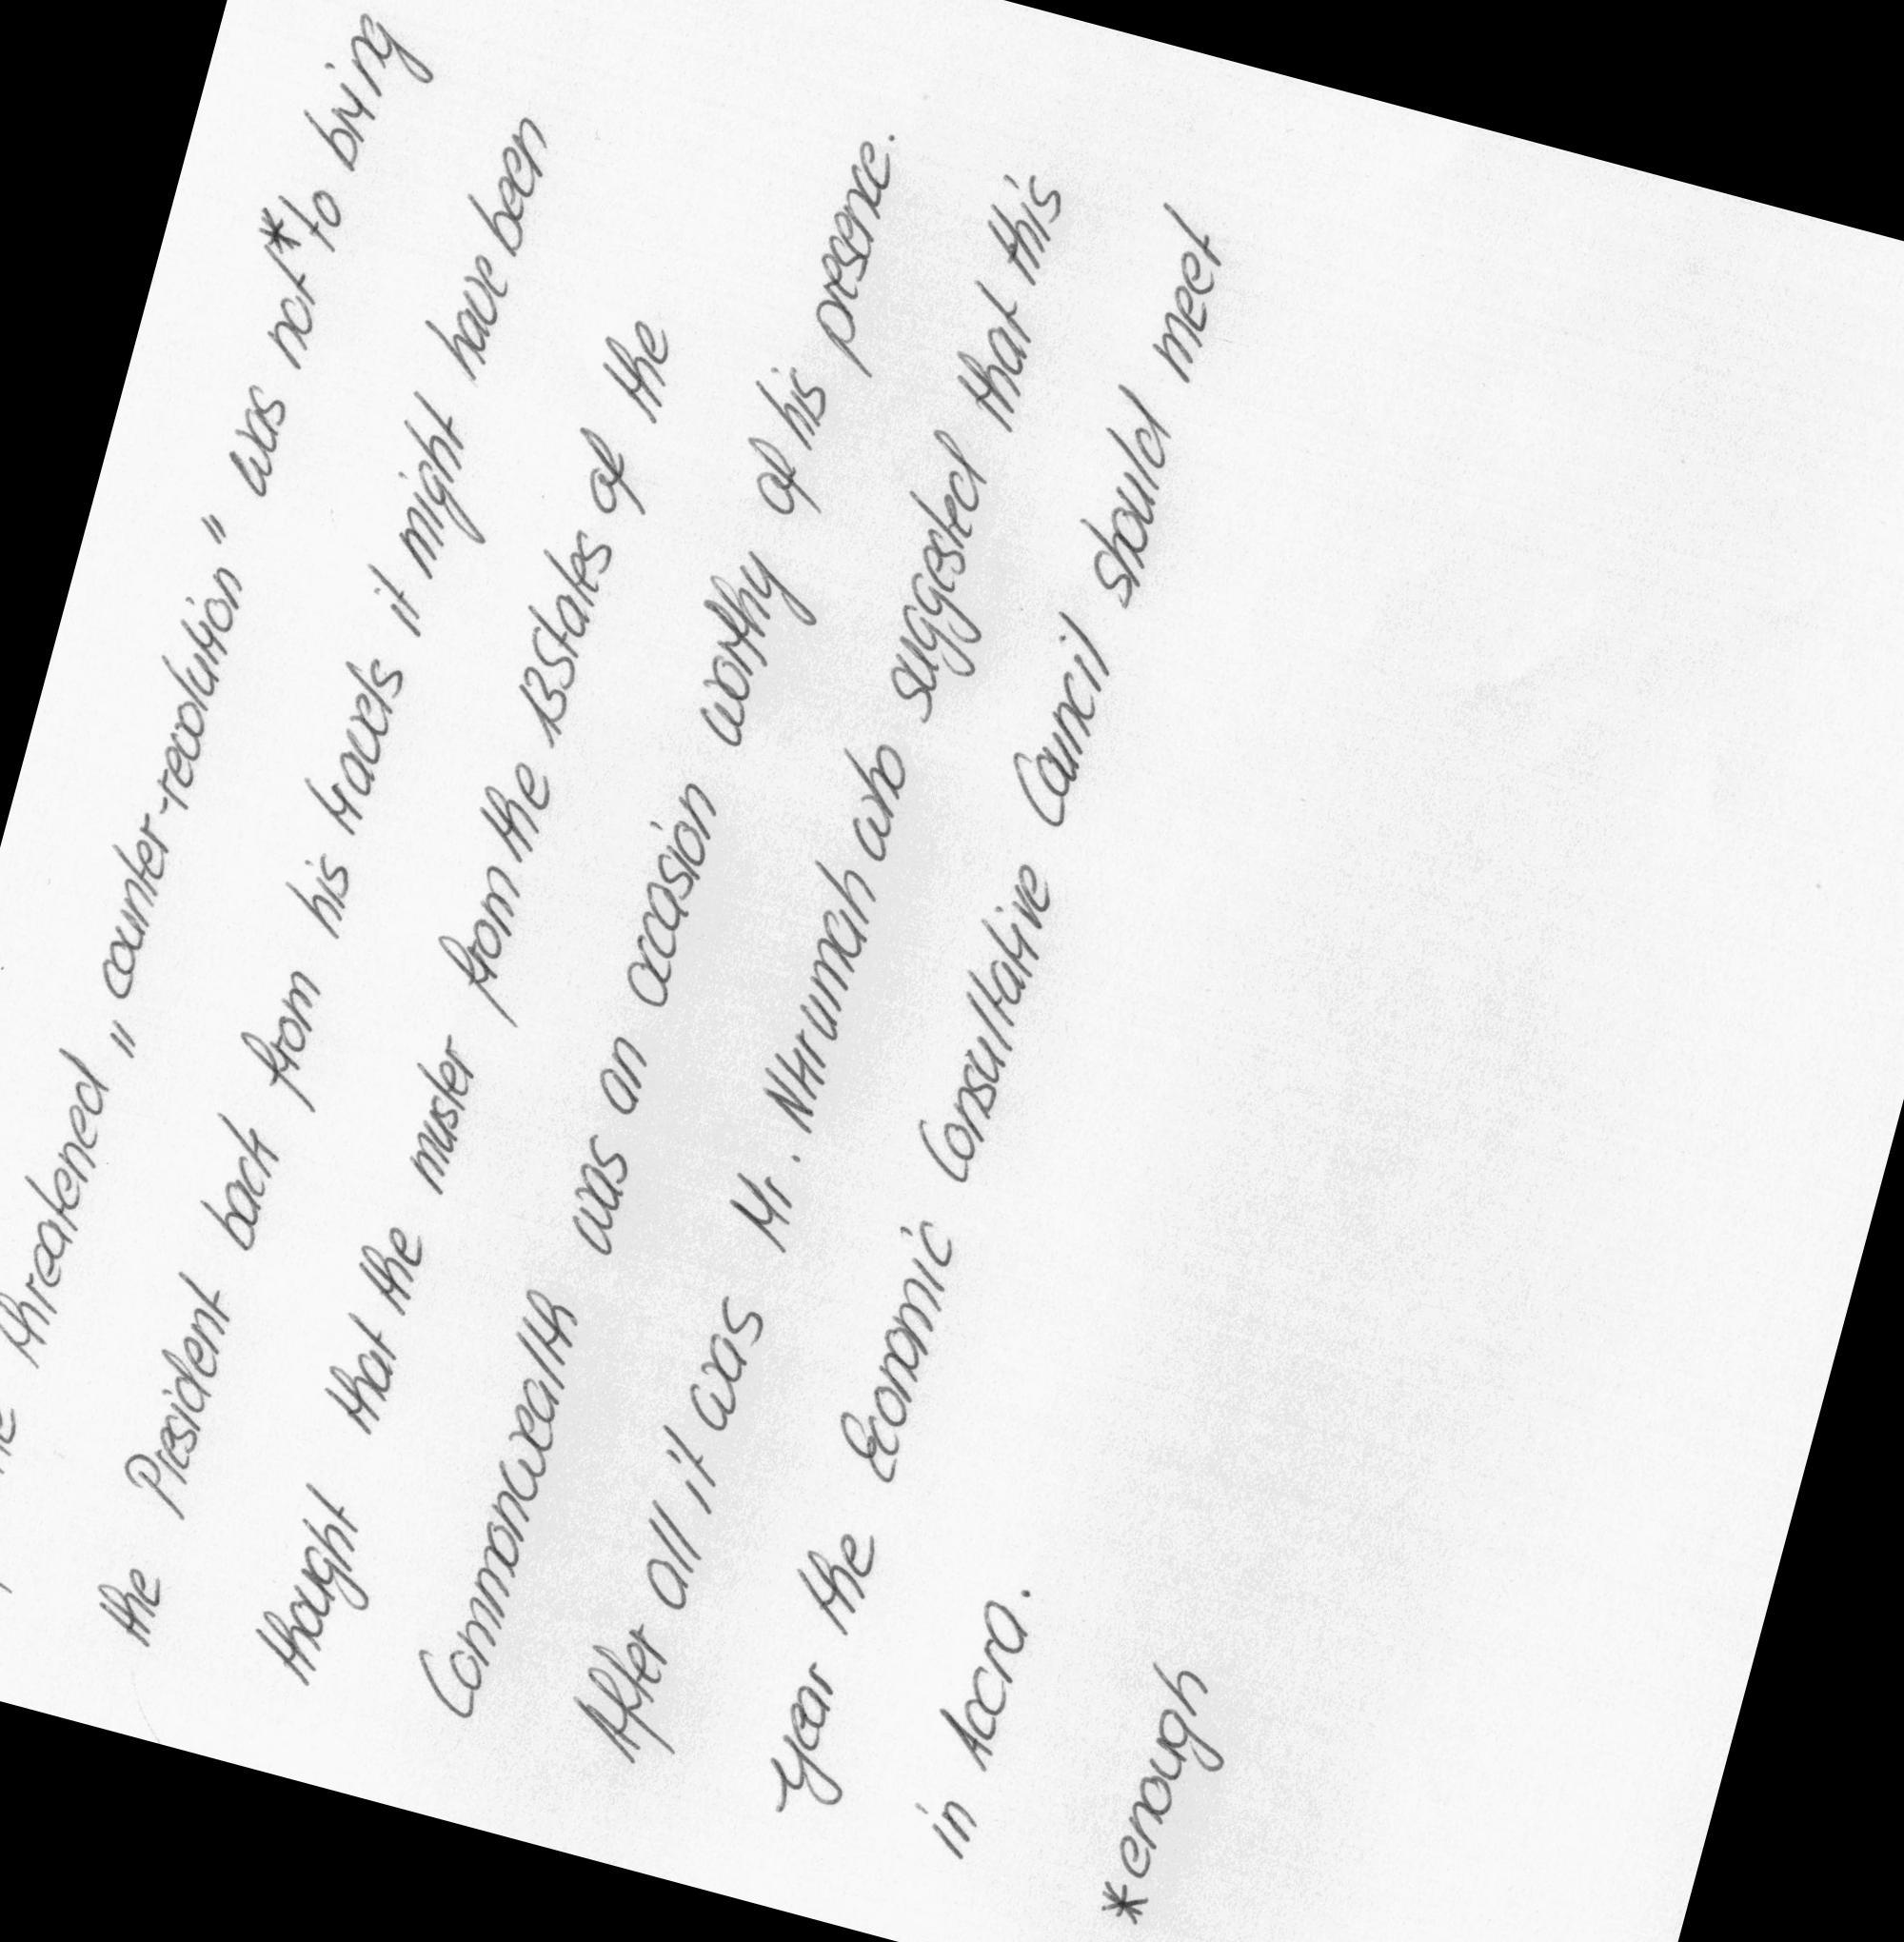 threatened „counter-revolution" was not* to bring
the President back from his travels it might have been
thought that the muster from the 13 states of the
Commonwealth was an occasion worthy of his presence.
After all it was Mr. Nkrumah who suggested that this
year the Economic Consultative Council should meet
in Accra.
*enough